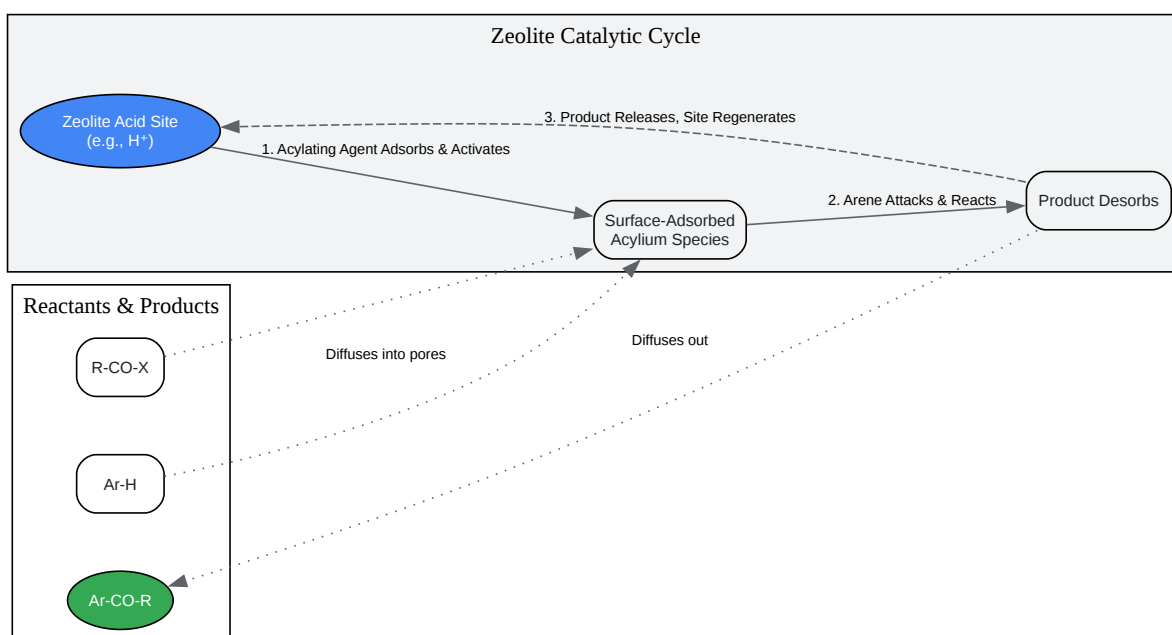 Zeolite Catalytic Cycle
Zeolite Acid Site
(e.g., H⁺)
3. Product Releases, Site Regenerates
1. Acylating Agent Adsorbs & Activates
2. Arene Attacks & Reacts
Product Desorbs
Surface-Adsorbed
Acylium Species
Reactants & Products
R-CO-X
Diffuses into pores
Diffuses out
Ar-H
Ar-CO-R